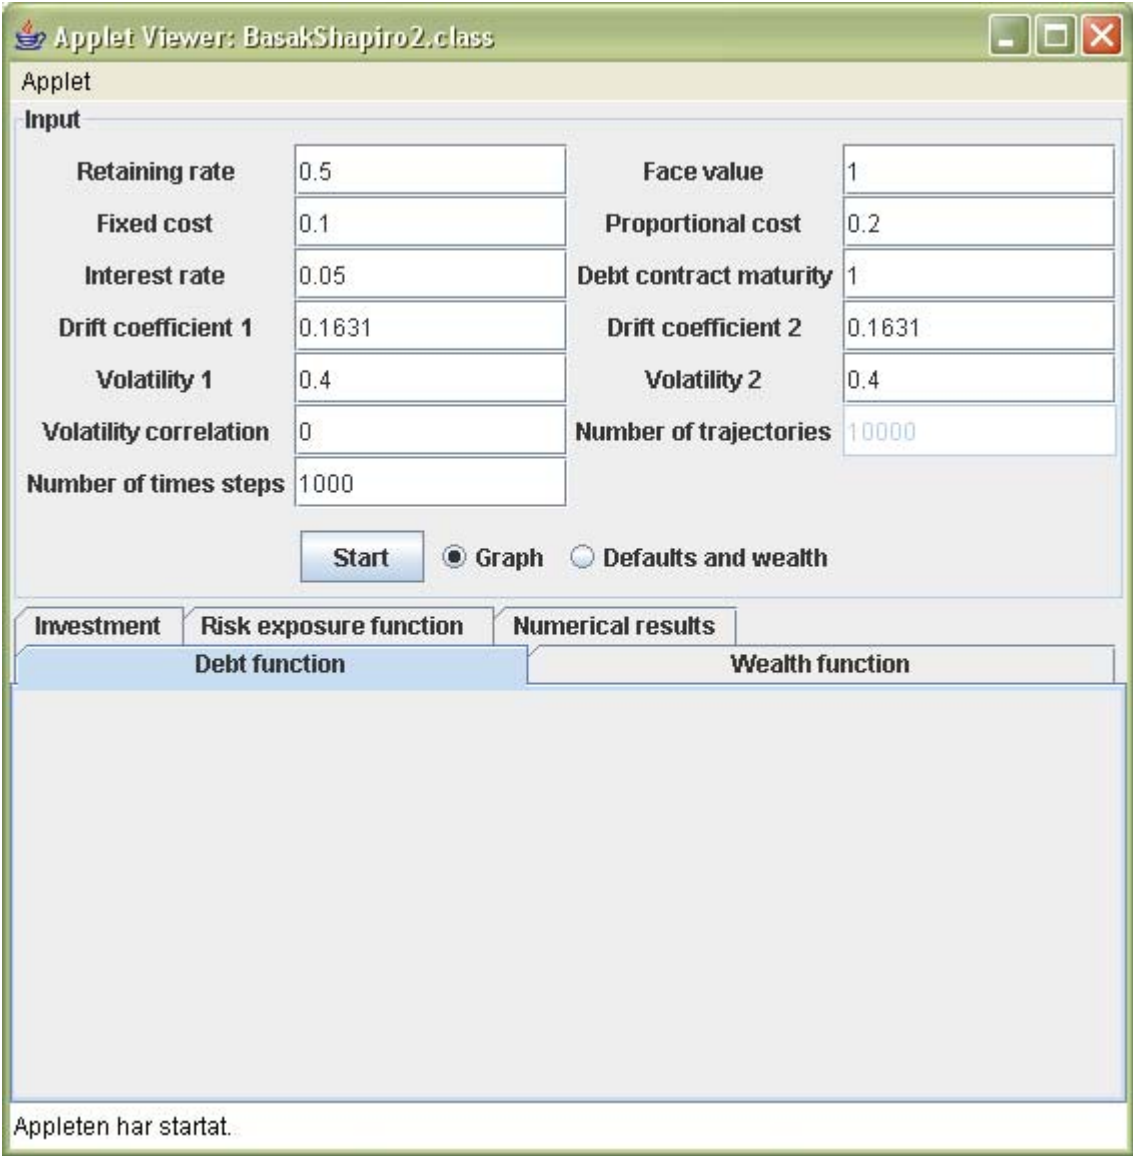 Applet Viewer: BasakShapiro2.class
Applet
Input
Retaining rate 0.5 Face value 1
Fixed cost 0.1 Proportional cost 0.2
Interest rate 0.05 Debt contract maturity 1
Drift coefficient 1 0.1631 Drift coefficient 2 0.1631
Volatility 1 0.4 Volatility 2 0.4
Volatility correlation 0 Number of trajectories 10000
Number of times steps 1000
Start Graph Defaults and wealth
Investment Risk exposure function Numerical results
Debt function Wealth function
Appleten har startat.